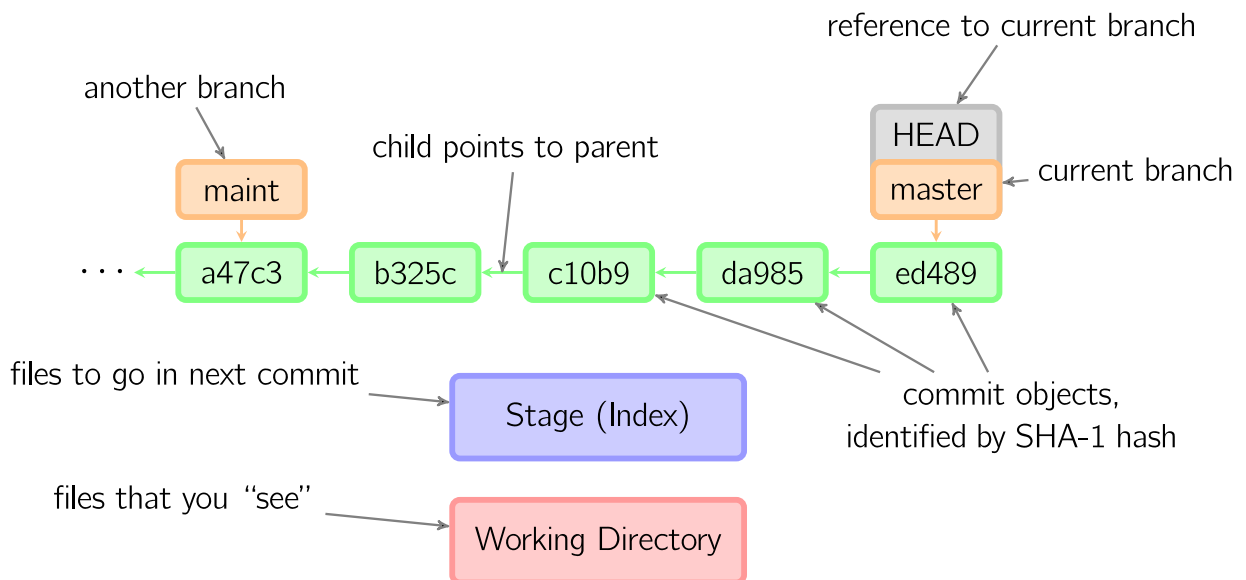 reference to current branch
another branch
HEAD
child points to parent
current branch
maint
master
...
a47c3
b325c
c10b9
da985
ed489
files to go in next commit
Stage (Index)
commit objects,
identified by SHA-1 hash
files that you “see”
Working Directory